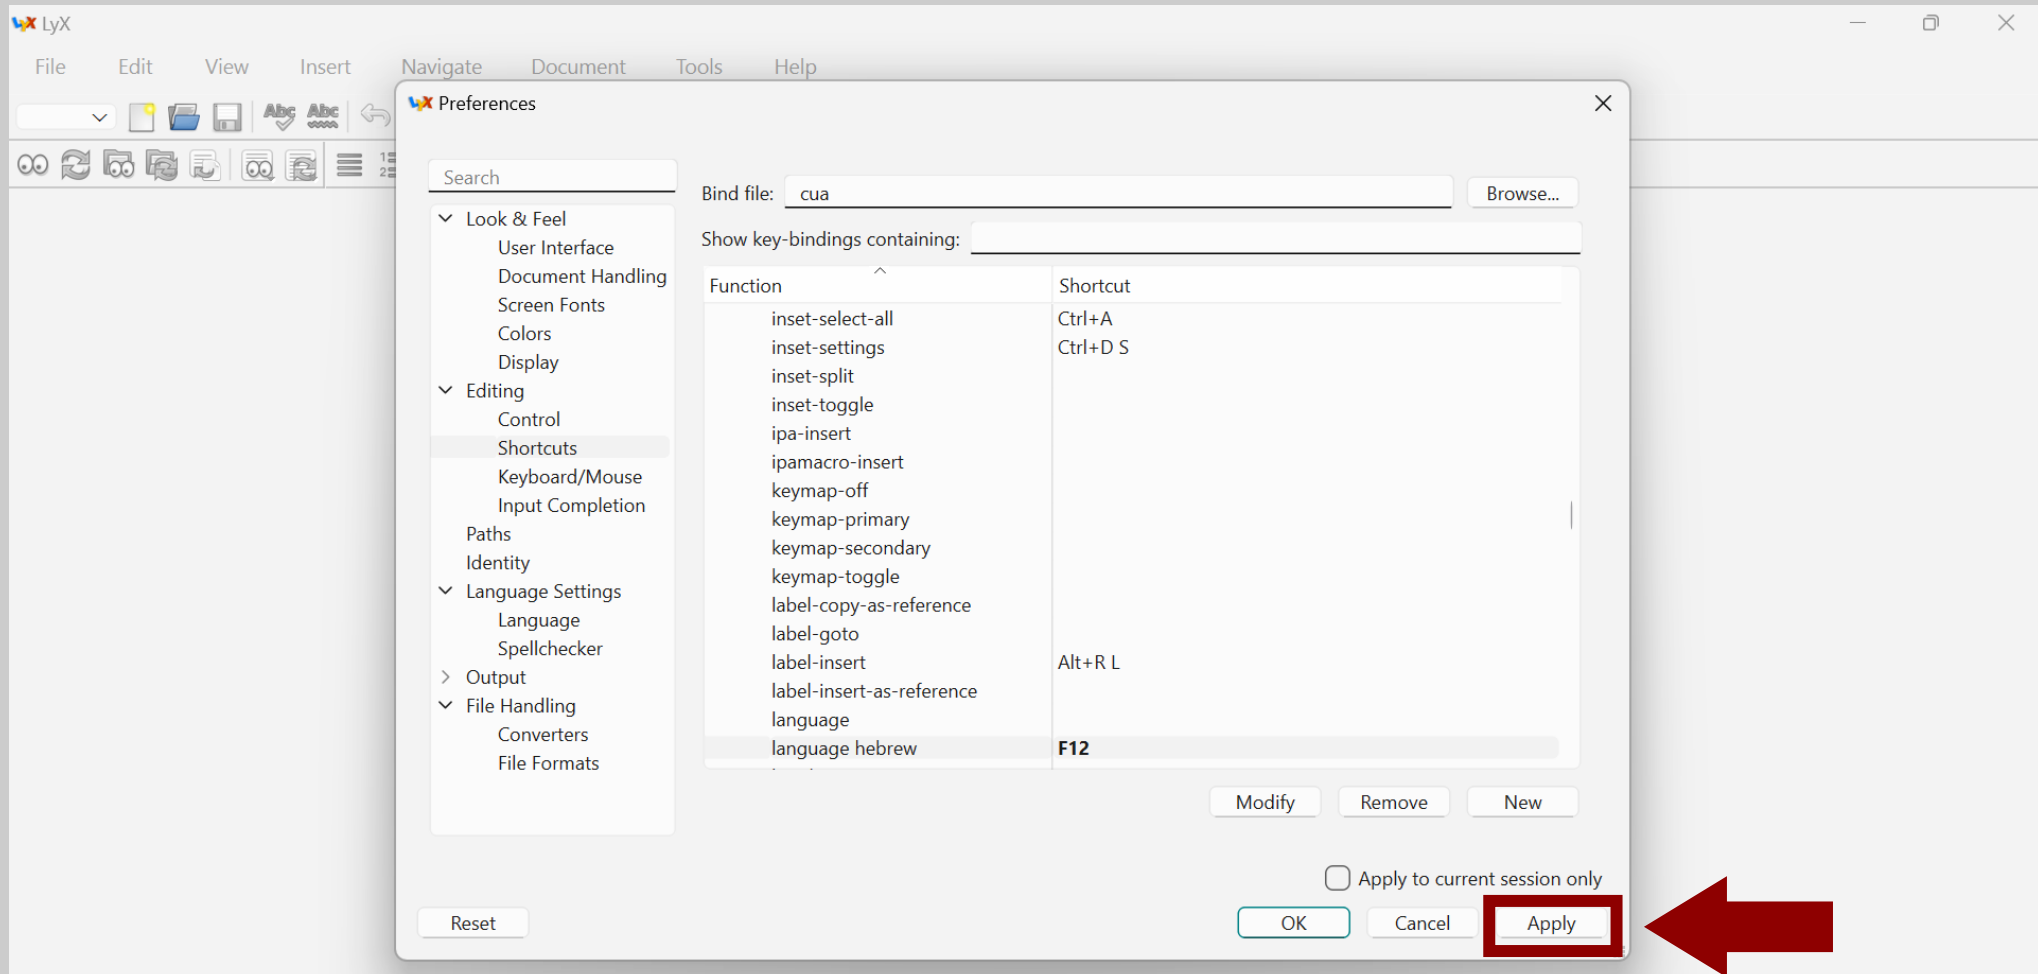 LyX
File Edit View Insert Navigate Document Tools Help
Preferences
Abc Abc
Search
Bind file: cua Browse...
Show key-bindings containing:
Look & Feel
User Interface
Document Handling
Screen Fonts
Colors
Display
Editing
Control
Shortcuts
Keyboard/Mouse
Input Completion
Paths
Identity
Language Settings
Language
Spellchecker
Output
File Handling
Converters
File Formats
Function Shortcut
inset-select-all Ctrl+A
inset-settings Ctrl+D S
inset-split
inset-toggle
ipa-insert
ipamacro-insert
keymap-off
keymap-primary
keymap-secondary
keymap-toggle
label-copy-as-reference
label-goto
label-insert Alt+R L
label-insert-as-reference
language
language hebrew F12
Modify Remove New
Apply to current session only
Reset OK Cancel Apply